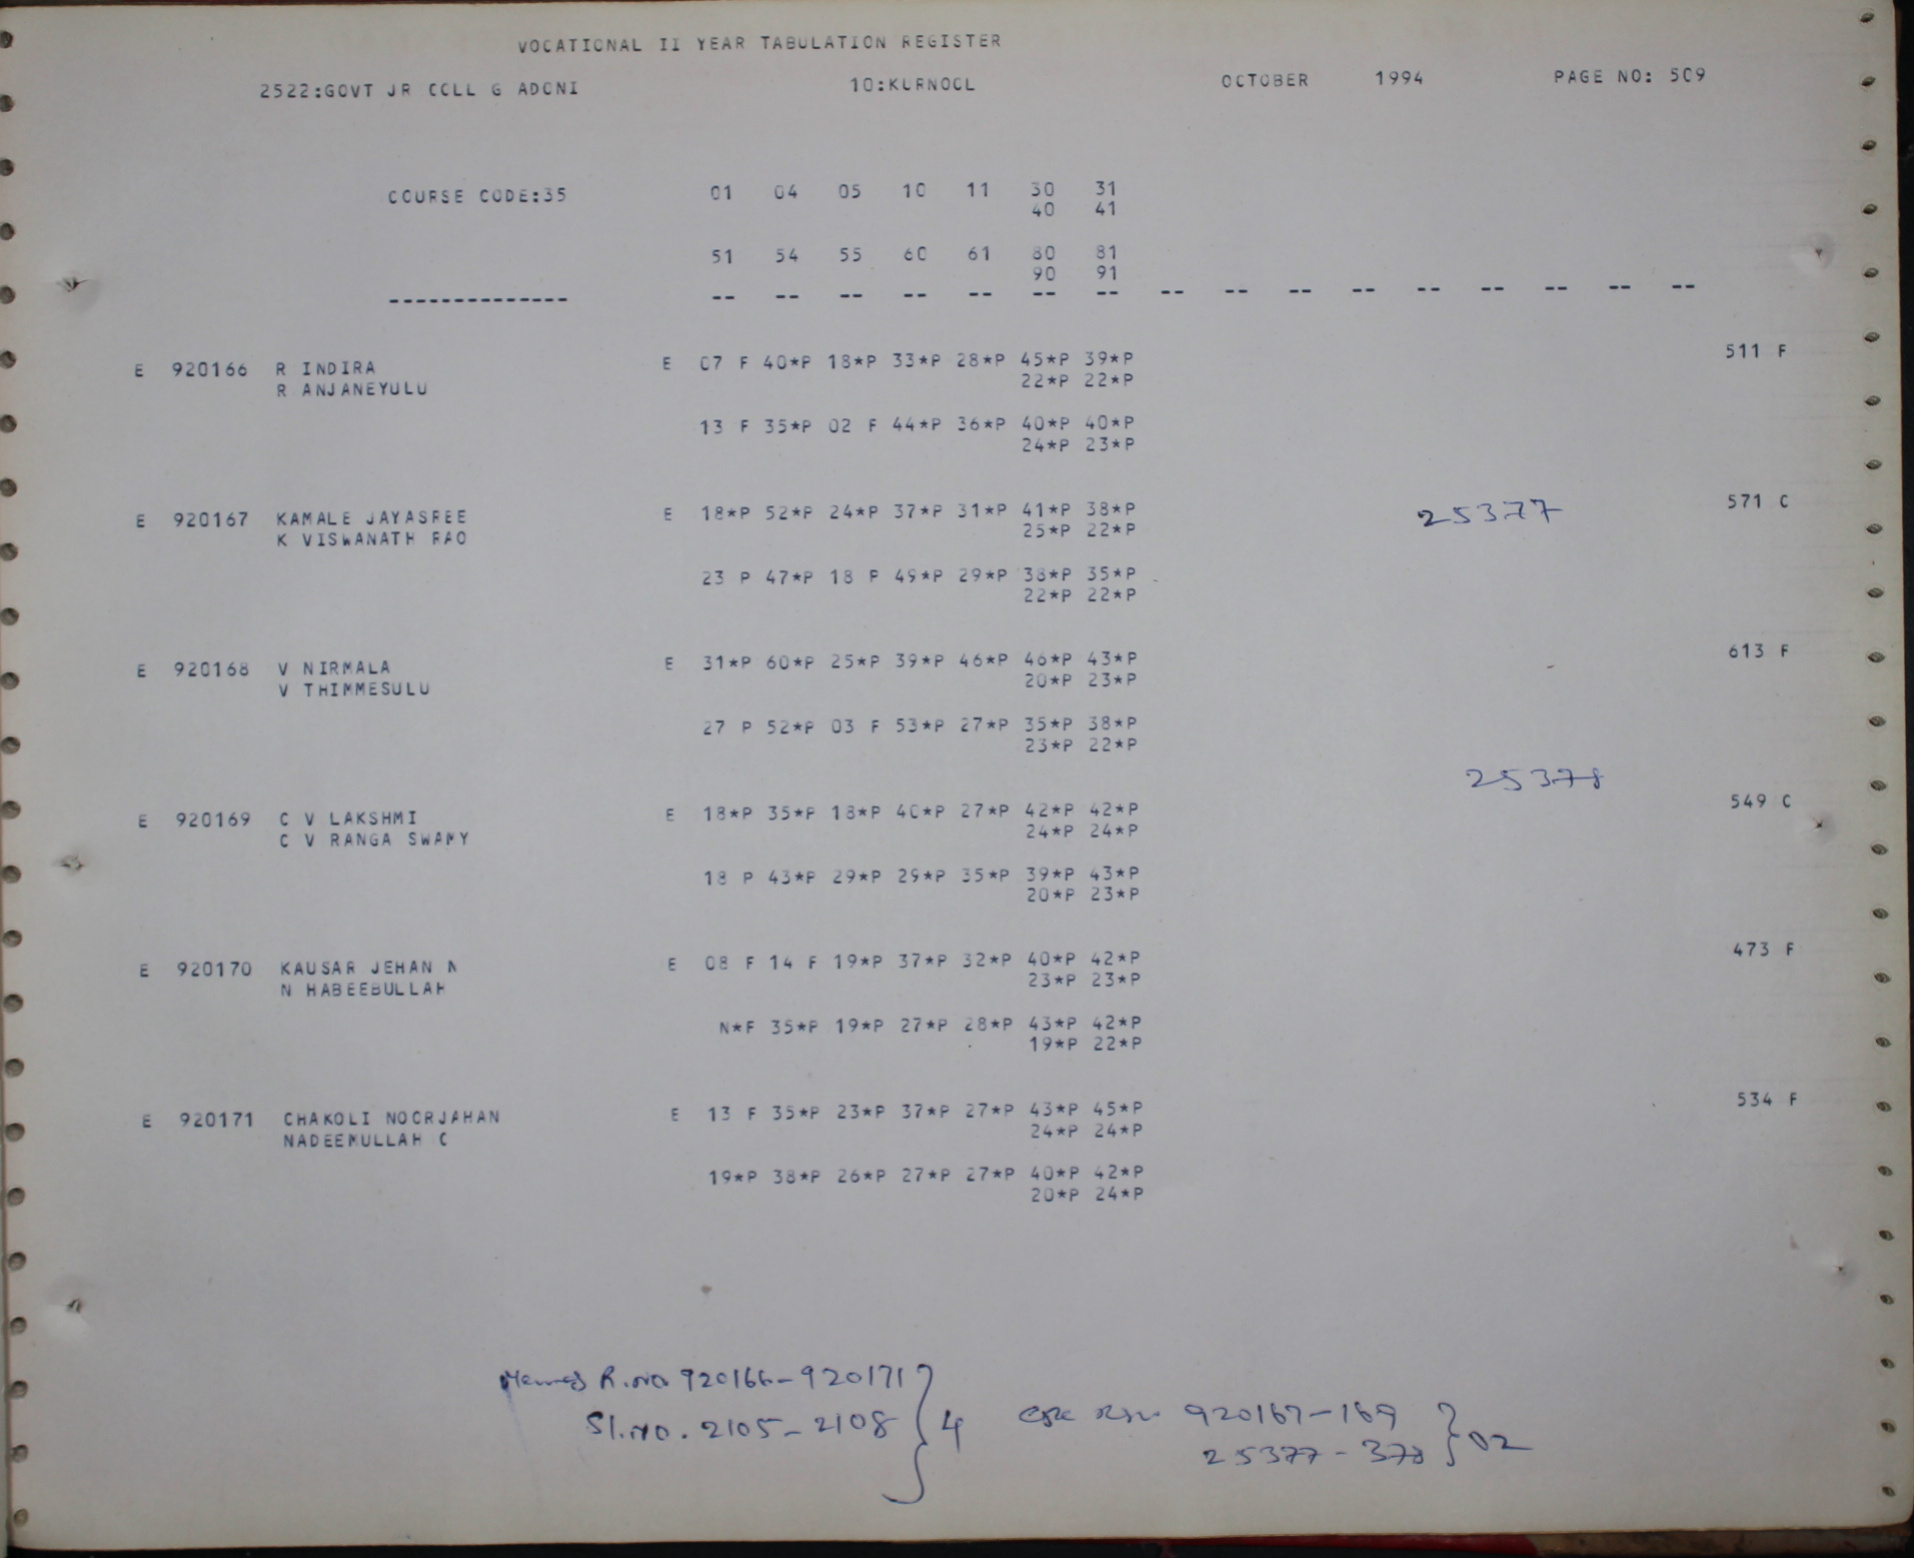 VOCATIONAL II YEAR TABULATION REGISTER
2522:GOVT JR COLL G ADONI 10:KURNOOL OCTOBER 1994 PAGE NO: 509
COURSE CODE:35 01 04 05 10 11 30 31
40 41
51 54 55 60 61 80 81
90 91
-------------- -- -- -- -- -- -- -- -- -- -- -- -- -- -- -- --
E 920166 R INDIRA E 07 F 40*P 18*P 33*P 28*P 45*P 39*P 511 F
R ANJANEYULU 22*P 22*P
13 F 35*P 02 F 44*P 36*P 40*P 40*P
24*P 23*P
E 920167 KAMALE JAYASREE E 18*P 52*P 24*P 37*P 31*P 41*P 38*P 25377 571 C
K VISWANATH RAO 25*P 22*P
23 P 47*P 18 P 49*P 29*P 38*P 35*P
22*P 22*P
E 920168 V NIRMALA E 31*P 60*P 25*P 39*P 46*P 46*P 43*P 613 F
V THIMMESULU 20*P 23*P
27 P 52*P 03 F 53*P 27*P 35*P 38*P
23*P 22*P
25378
E 920169 C V LAKSHMI E 18*P 35*P 18*P 40*P 27*P 42*P 42*P 549 C
C V RANGA SWAMY 24*P 24*P
18 P 43*P 29*P 29*P 35*P 39*P 43*P
20*P 23*P
E 920170 KAUSAR JEHAN N E 08 F 14 F 19*P 37*P 32*P 40*P 42*P 473 F
N HABEEBULLAH 23*P 23*P
N*F 35*P 19*P 27*P 28*P 43*P 42*P
19*P 22*P
E 920171 CHAKOLI NOORJAHAN E 13 F 35*P 23*P 37*P 27*P 43*P 45*P 534 F
NADEEMULLAH C 24*P 24*P
19*P 38*P 26*P 27*P 27*P 40*P 42*P
20*P 24*P
R.no 920166-920171
Sl.no. 2105-2108 } 4 920167-169
25377-378 } 02